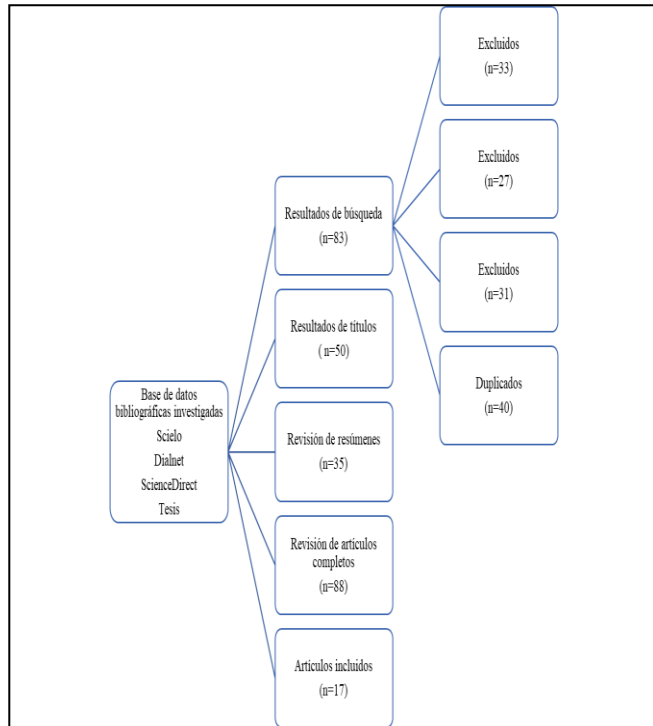 Base de datos
bibliográficas investigadas
Scielo
Dialnet
ScienceDirect
Tesis
Resultados de búsqueda
(n=83)
Resultados de títulos
( n=50)
Revisión de resúmenes
(n=35)
Revisión de artículos
completos
(n=88)
Artículos incluidos
(n=17)
Excluidos
(n=33)
Excluidos
(n=27)
Excluidos
(n=31)
Duplicados
(n=40)